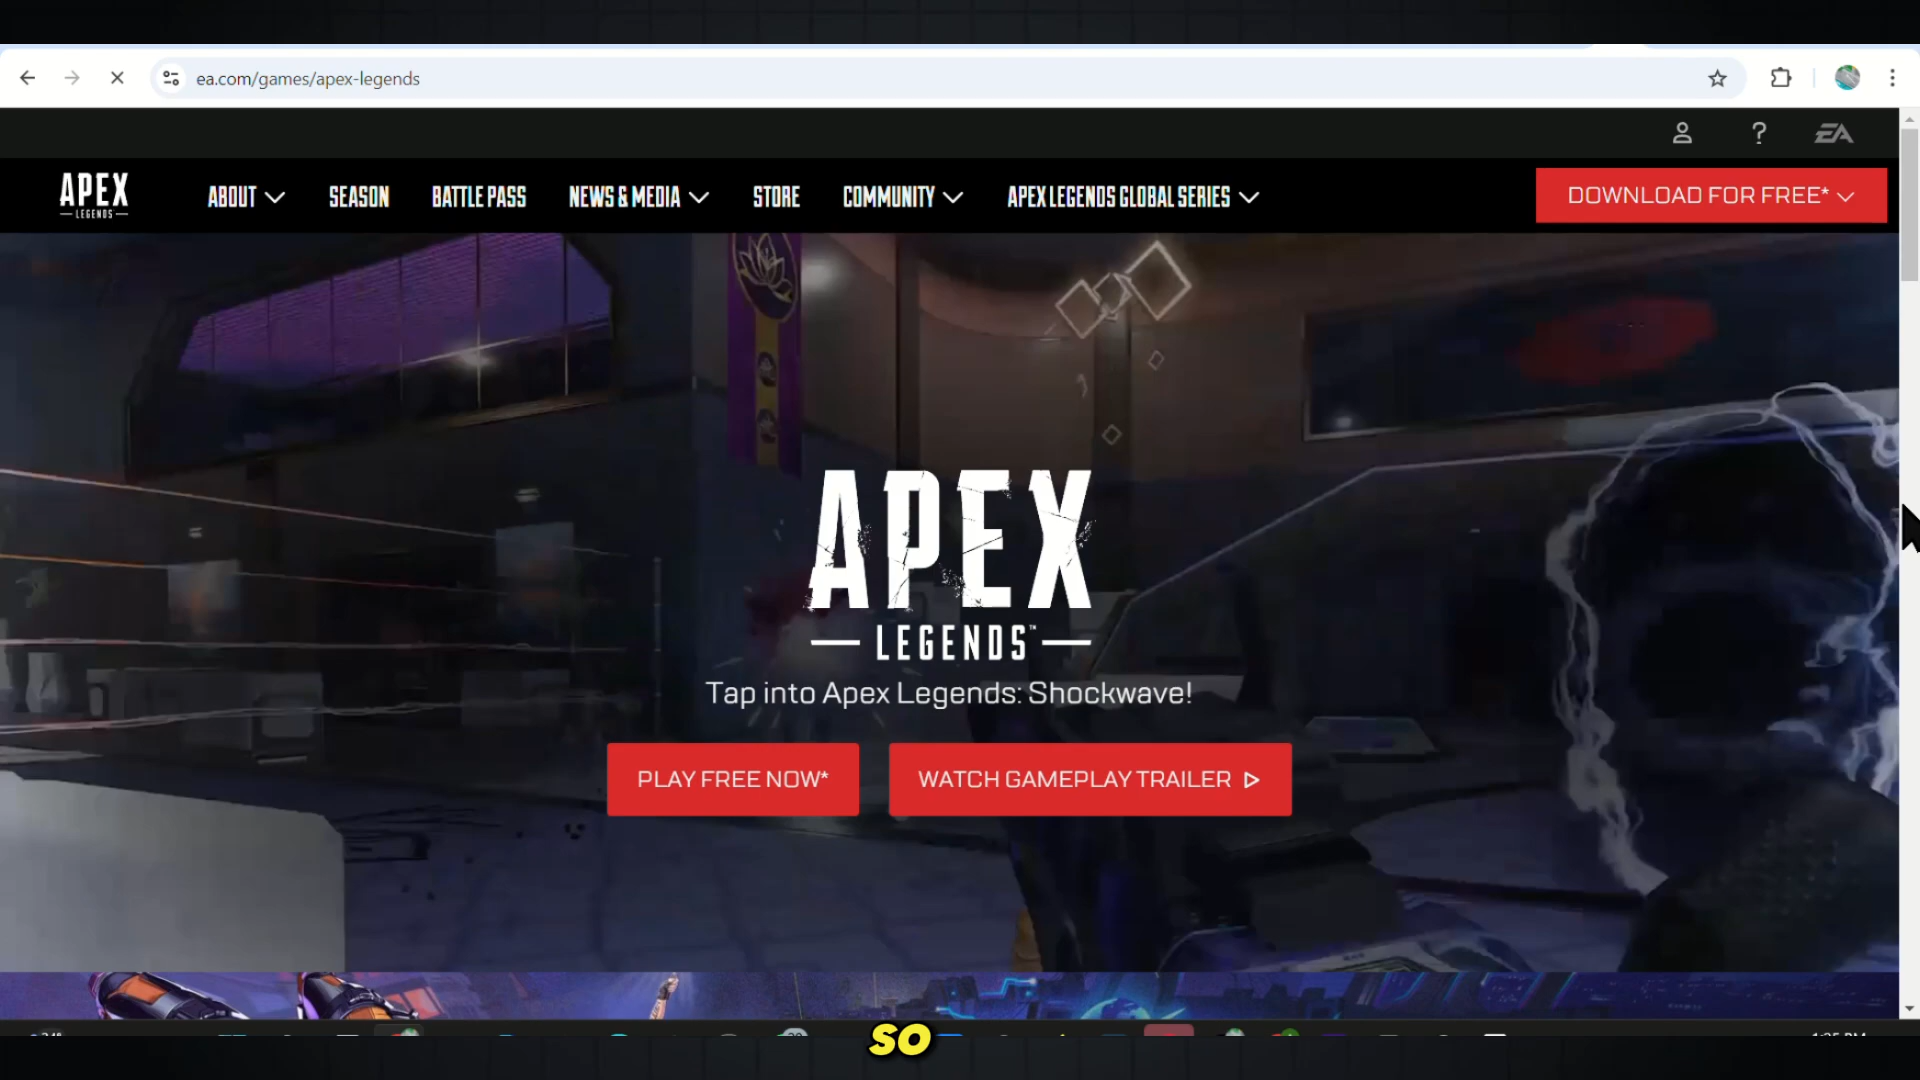 ea.com/games/apex-legends
EA
APEX
LEGENDS
ABOUT SEASON BATTLE PASS NEWS & MEDIA STORE COMMUNITY APEX LEGENDS GLOBAL SERIES DOWNLOAD FOR FREE*
APEX
LEGENDS™
Tap into Apex Legends: Shockwave!
PLAY FREE NOW* WATCH GAMEPLAY TRAILER
SO